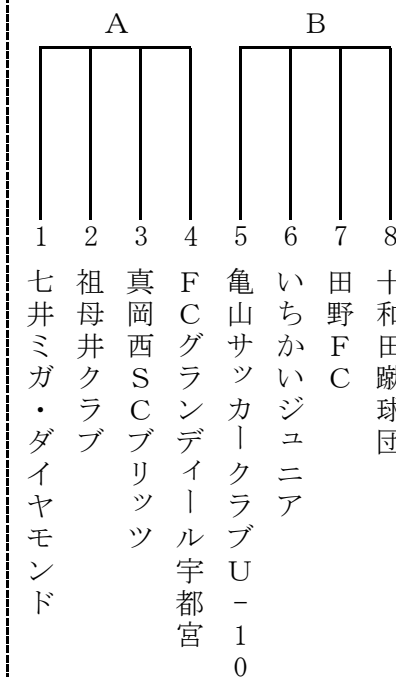 A
B
1
2
3
4
5
6
7
8
七井ミガ・ダイヤモンド
祖母井クラブ
真岡西SCブリッツ
FCグランディール宇都宮
亀山サッカークラブU-10
いちかいジュニア
田野FC
十和田蹴球団